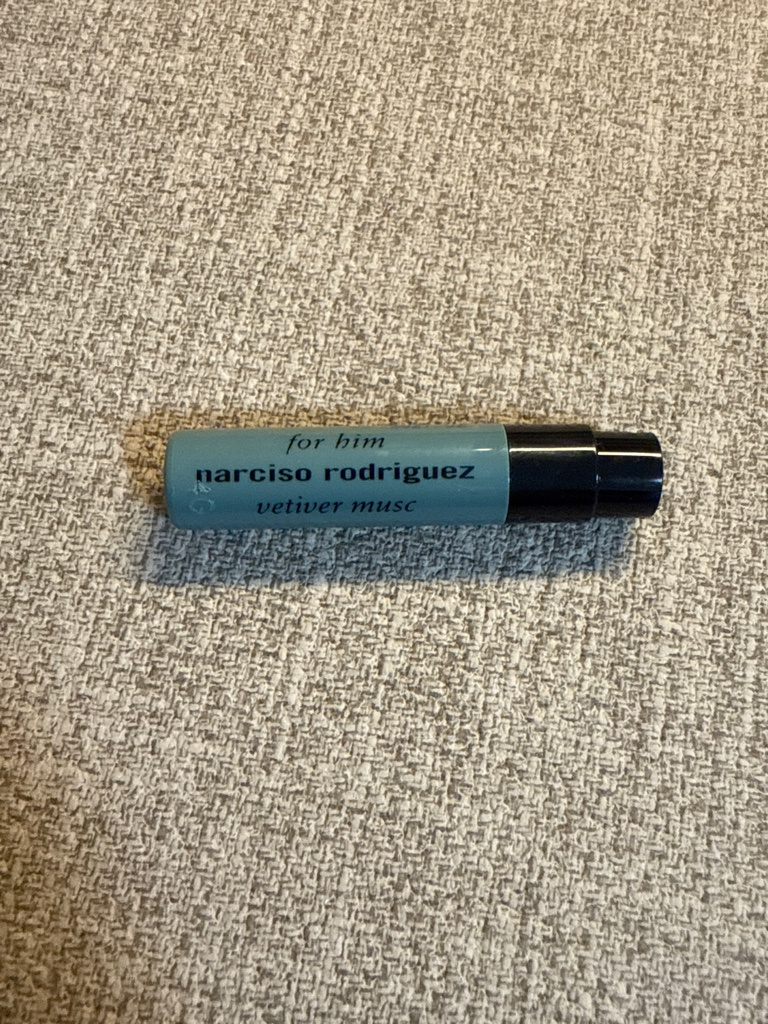 for him
narciso rodriguez
vetiver musc